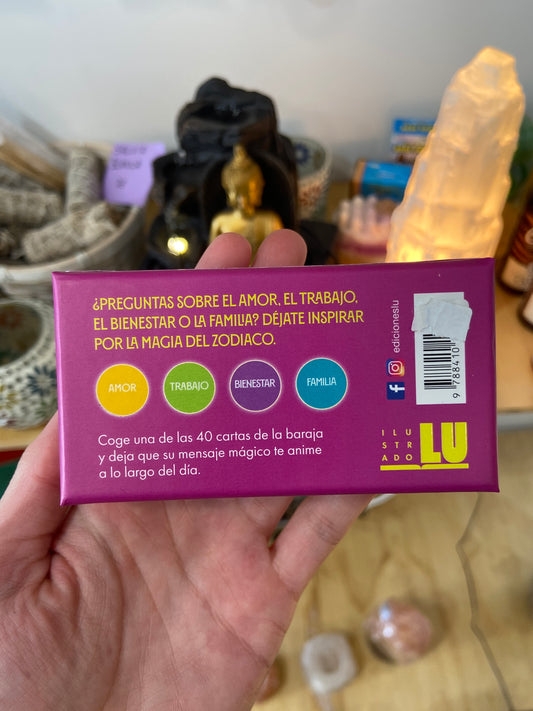 ¿PREGUNTAS SOBRE EL AMOR, EL TRABAJO,
EL BIENESTAR O LA FAMILIA? DÉJATE INSPIRAR
POR LA MAGIA DEL ZODIACO.
AMOR
TRABAJO
BIENESTAR
FAMILIA
Coge una de las 40 cartas de la baraja
y deja que su mensaje mágico te anime
a lo largo del día.
edicioneslu
9 788410
ILUSTRADO
LU